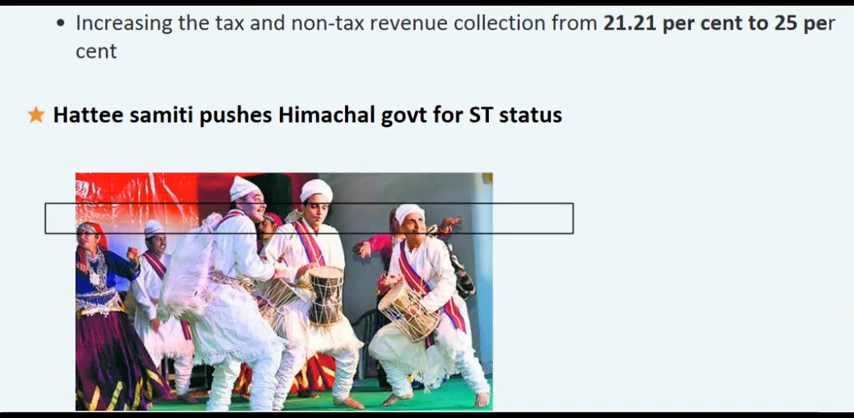 • Increasing the tax and non-tax revenue collection from 21.21 per cent to 25 per
cent
★ Hattee samiti pushes Himachal govt for ST status